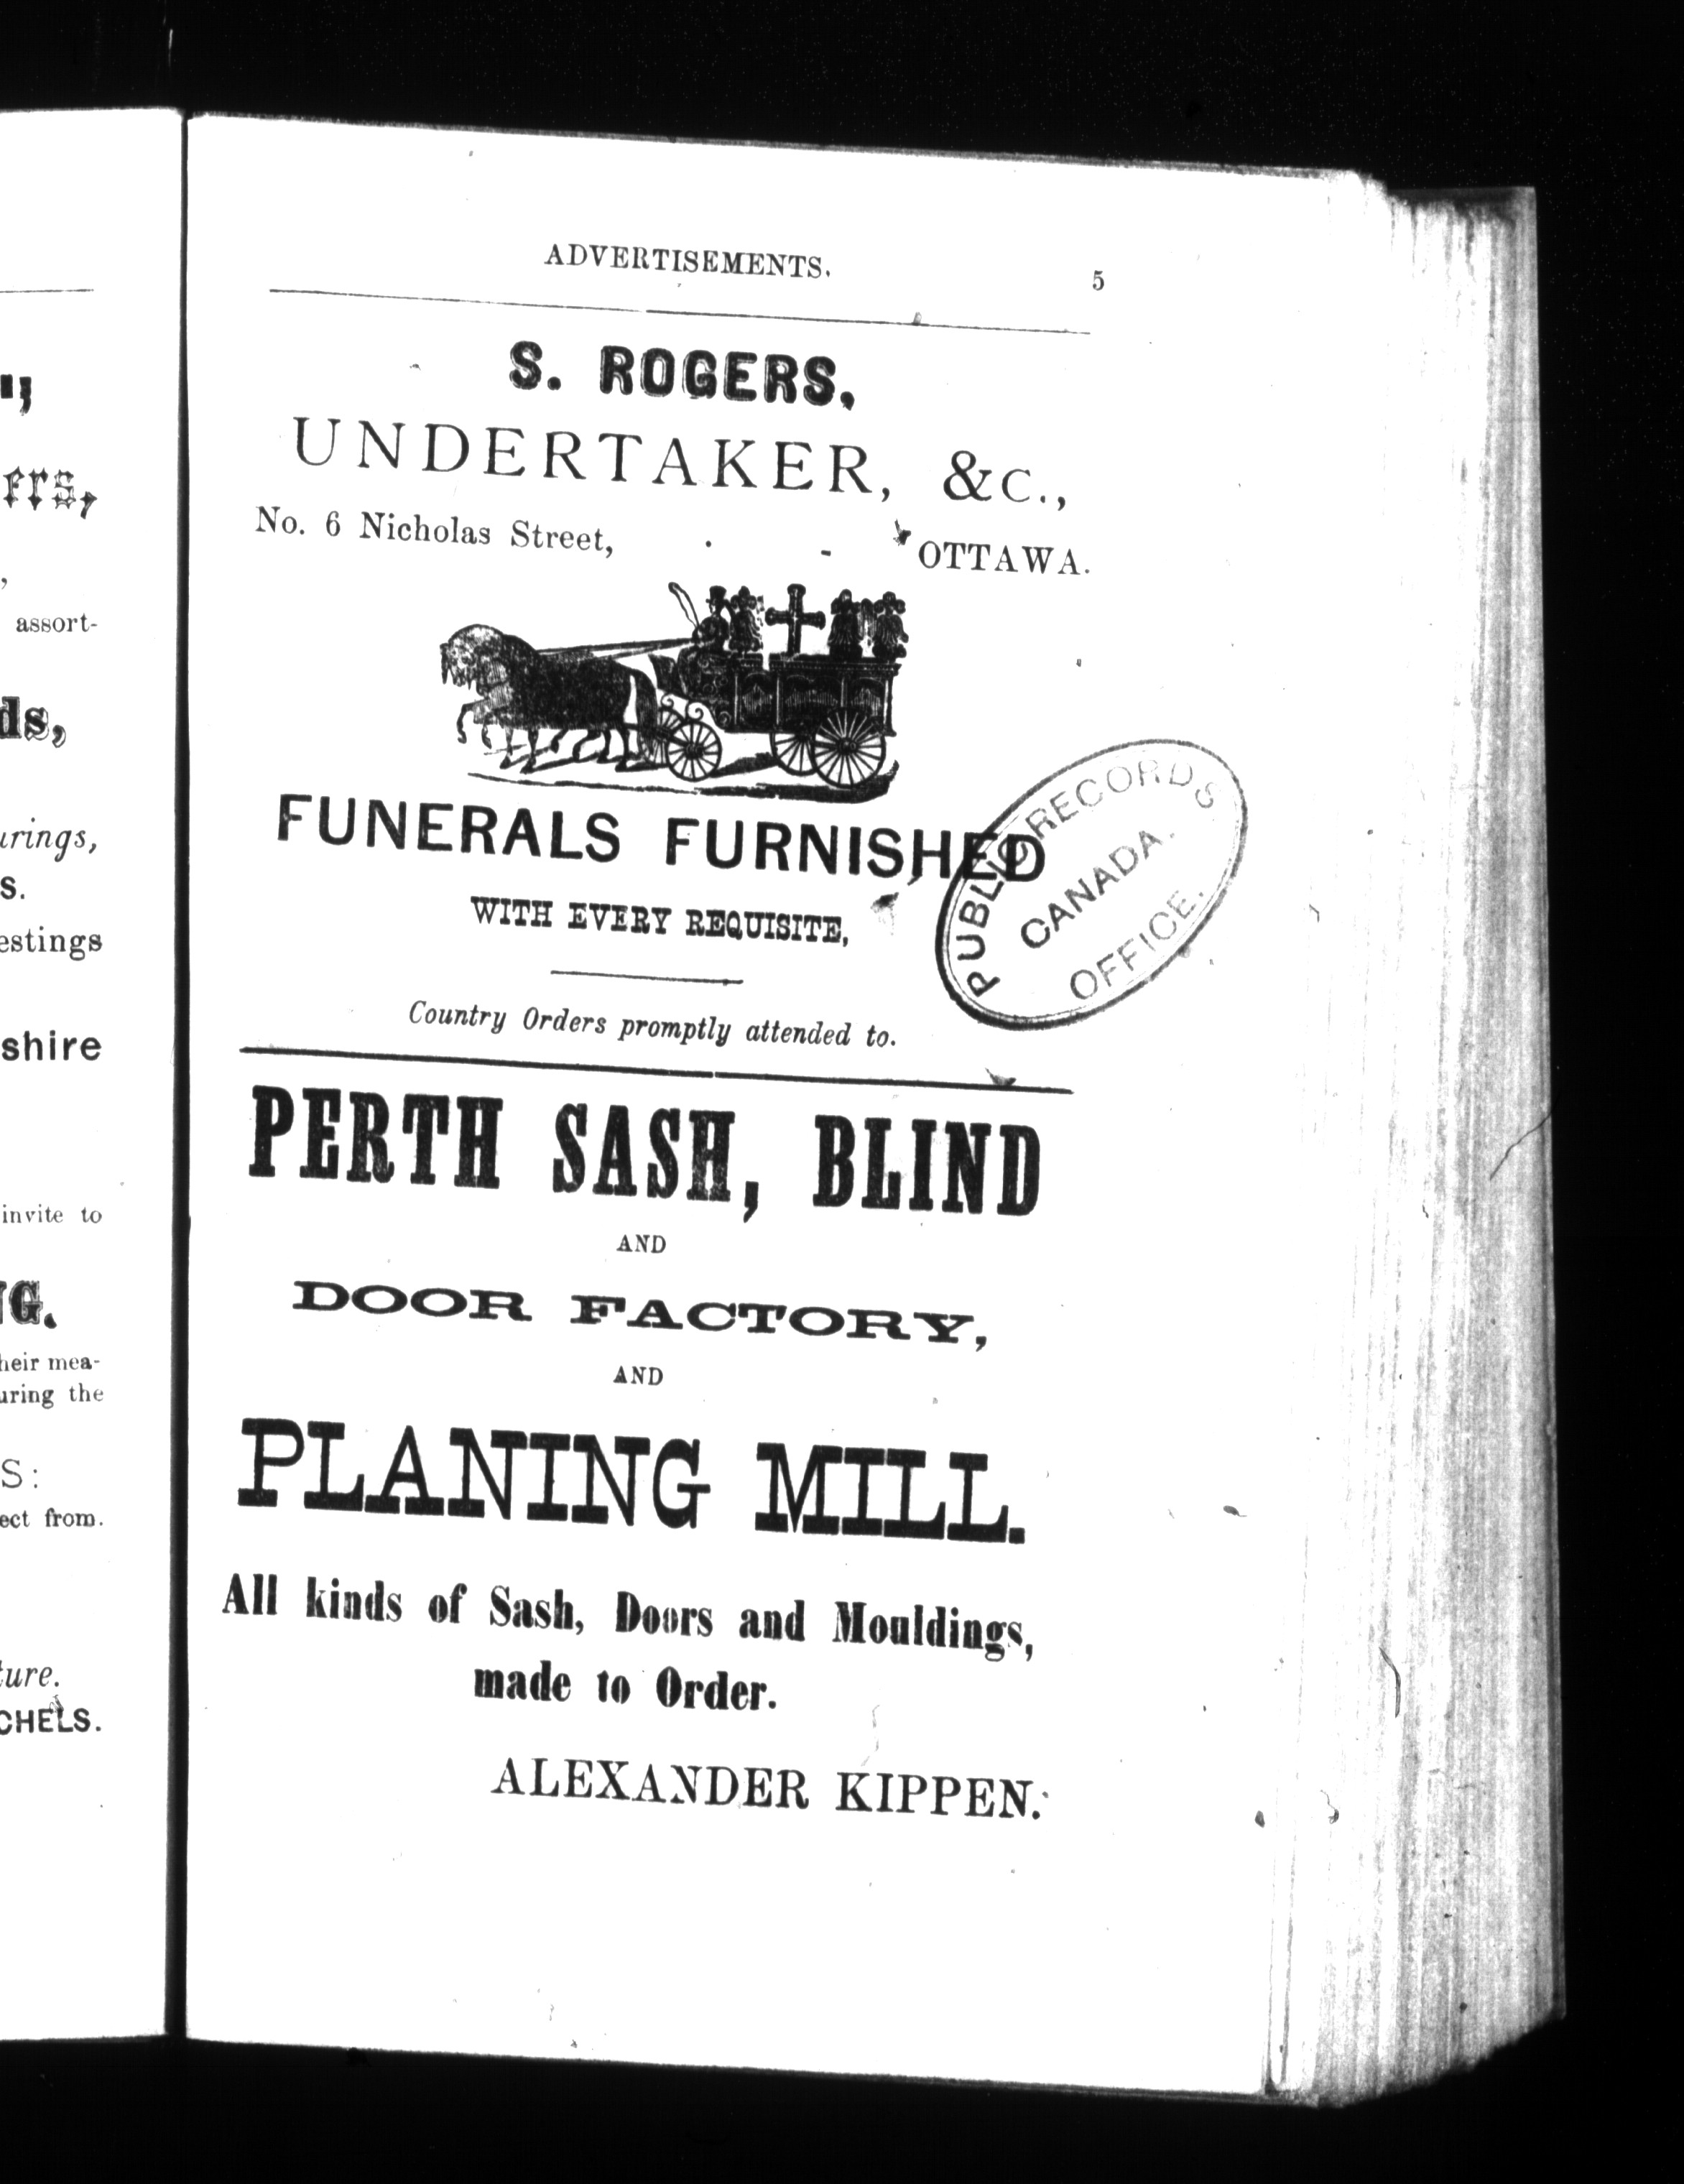 ",
ers,
,
assort-
ds,
urings,
s.
estings
shire
invite to
NG.
heir mea-
uring the
S:
ect from.
ture.
CHELS.
ADVERTISEMENTS.
5
S. ROGERS,
UNDERTAKER, &c.,
No. 6 Nicholas Street, - - OTTAWA.
FUNERALS FURNISHED
WITH EVERY REQUISITE,
Country Orders promptly attended to.
PUBLIC RECORDS
CANADA.
OFFICE.
PERTH SASH, BLIND
AND
DOOR FACTORY,
AND
PLANING MILL.
All kinds of Sash, Doors and Mouldings,
made to Order.
ALEXANDER KIPPEN.